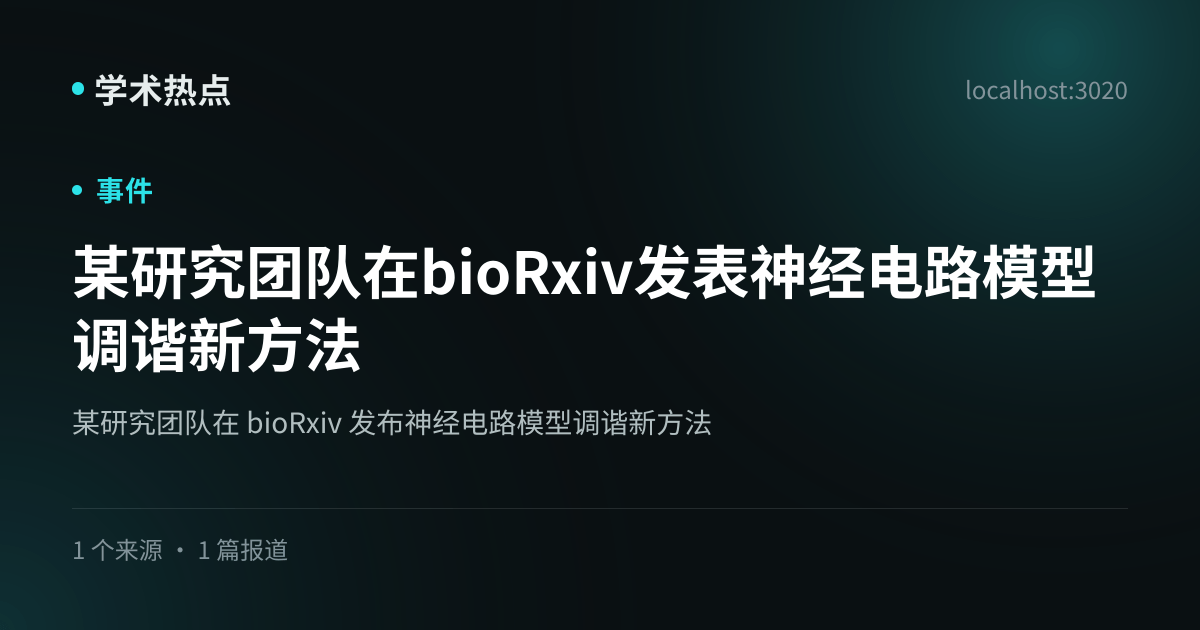 学术热点
localhost:3020
事件
某研究团队在bioRxiv发表神经电路模型
调谐新方法
某研究团队在 bioRxiv 发布神经电路模型调谐新方法
1 个来源 · 1 篇报道